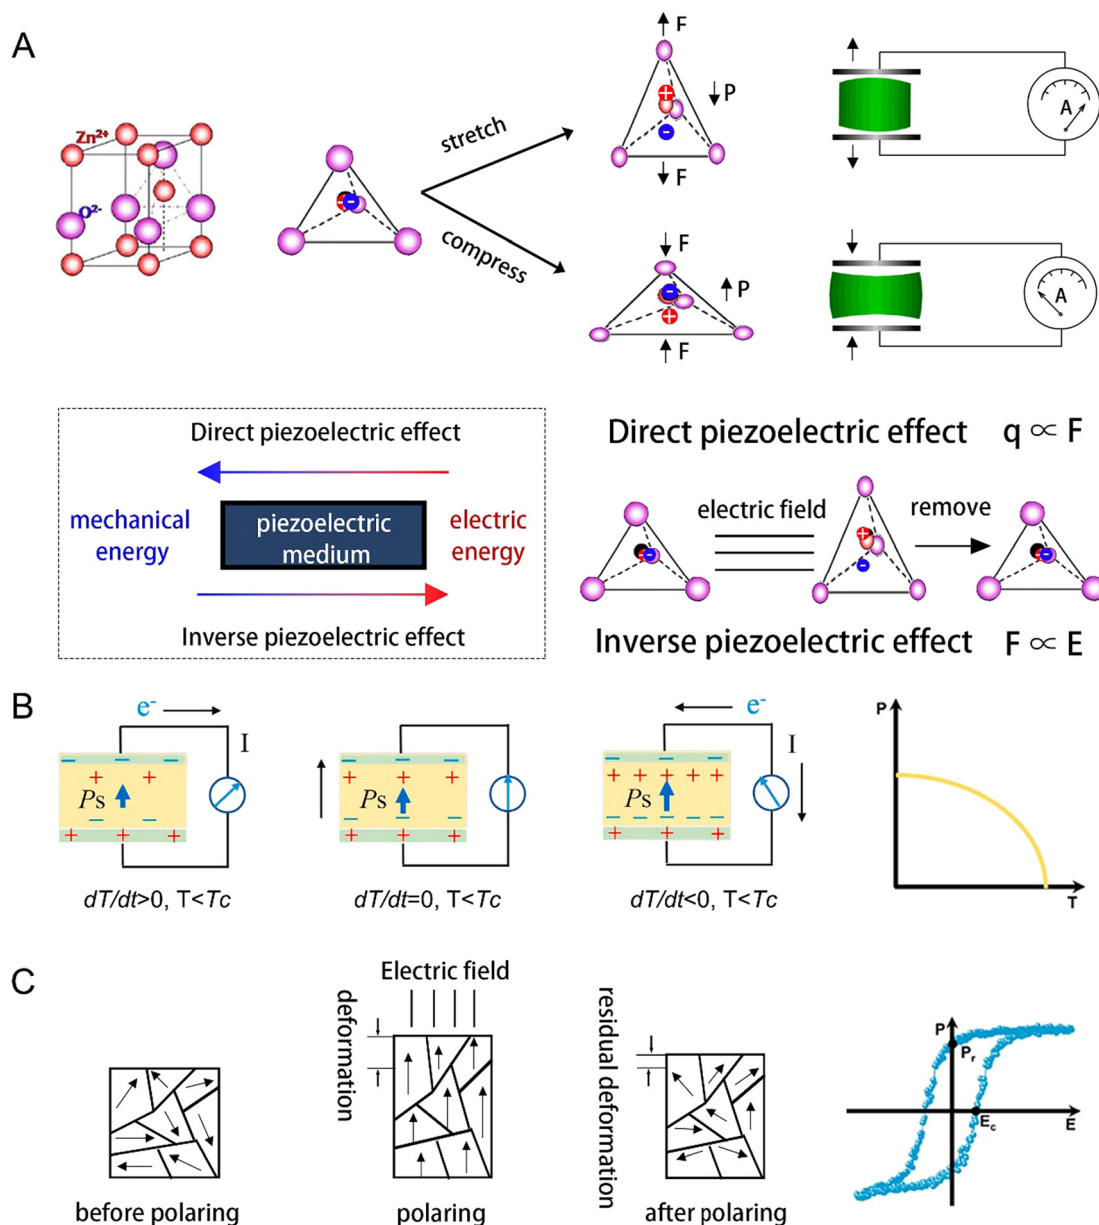 A
Zn²⁺
O²⁻
stretch
compress
F
P
F
A
F
P
F
A
Direct piezoelectric effect
mechanical energy
piezoelectric
medium
electric
energy
Inverse piezoelectric effect
Direct piezoelectric effect q ∝ F
electric field
remove
Inverse piezoelectric effect F ∝ E
B
e⁻
I
Ps
dT/dt>0, T<Tc
Ps
dT/dt=0, T<Tc
e⁻
I
Ps
dT/dt<0, T<Tc
P
T
C
before polaring
Electric field
deformation
polaring
residual deformation
after polaring
P
Pr
Ec
E